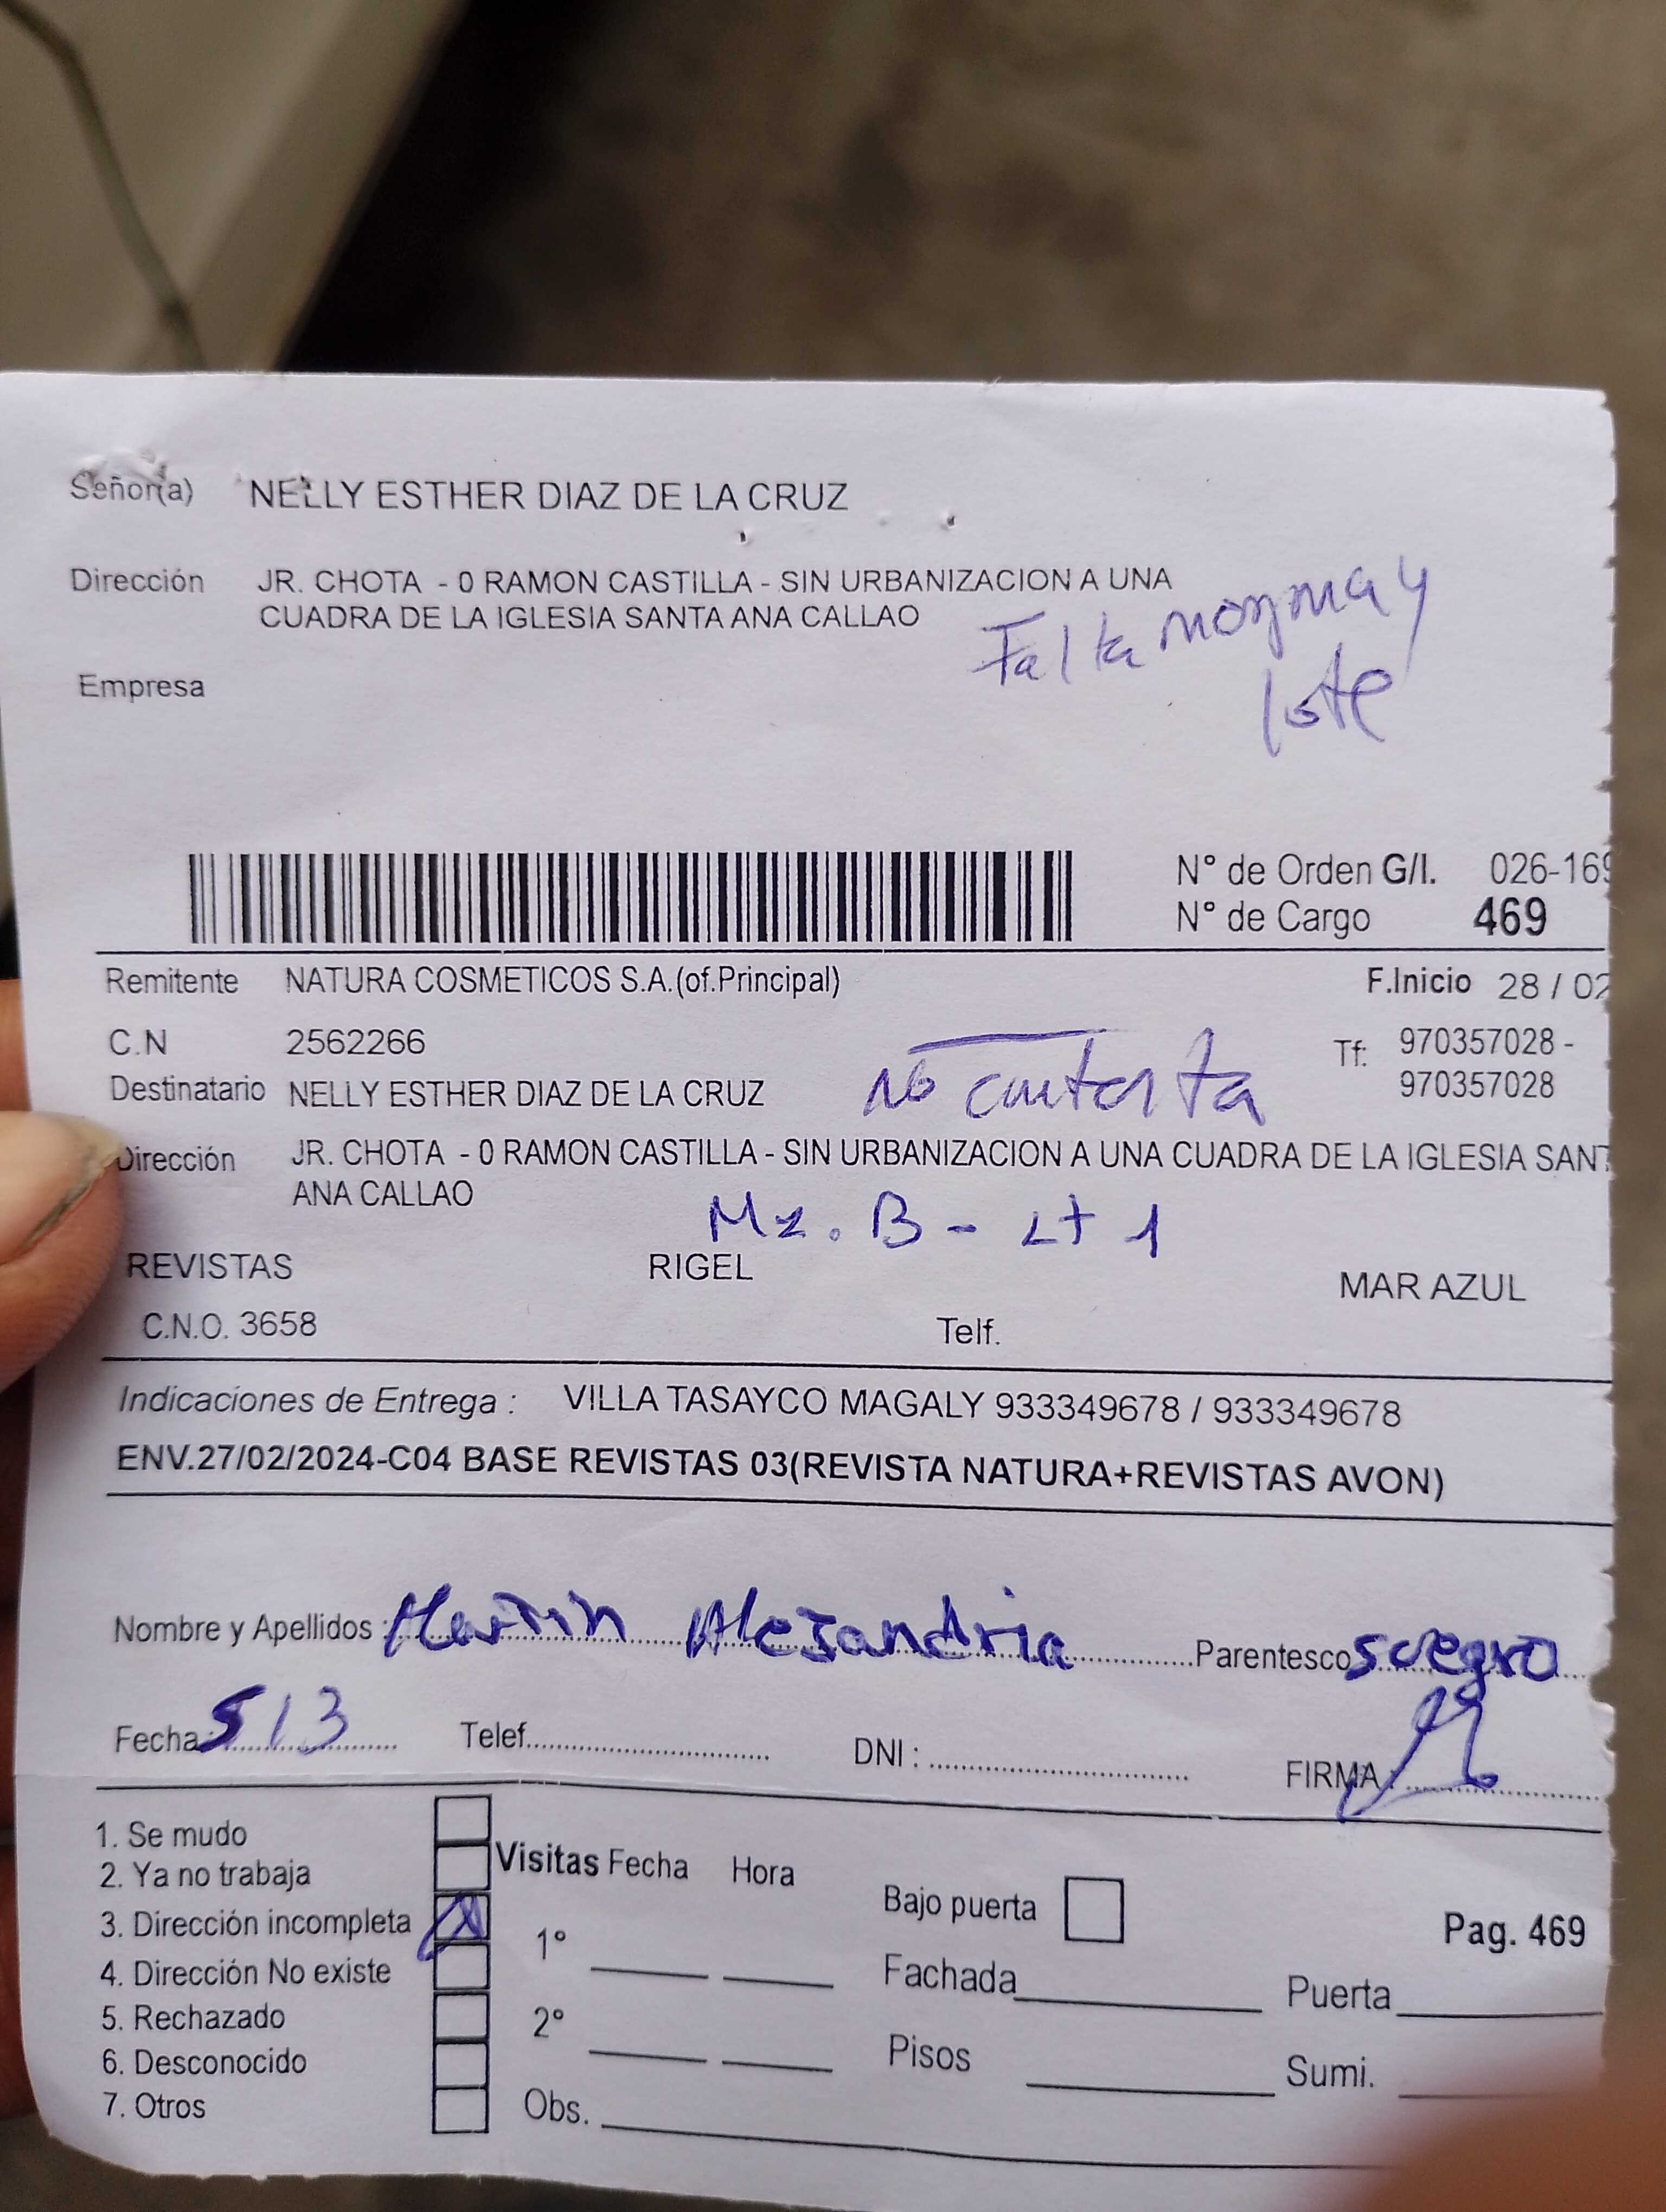 Señor(a) NELLY ESTHER DIAZ DE LA CRUZ
Dirección JR. CHOTA - 0 RAMON CASTILLA - SIN URBANIZACION A UNA
CUADRA DE LA IGLESIA SANTA ANA CALLAO
Falta y
lote
Empresa
N° de Orden G/I. 026-169
N° de Cargo 469
Remitente NATURA COSMETICOS S.A.(of.Principal) F.Inicio 28 / 02
C.N 2562266 Tf: 970357028 -
970357028
no contesta
Destinatario NELLY ESTHER DIAZ DE LA CRUZ
Dirección JR. CHOTA - 0 RAMON CASTILLA - SIN URBANIZACION A UNA CUADRA DE LA IGLESIA SANT
ANA CALLAO
Mz. B - Lt 1
REVISTAS RIGEL MAR AZUL
C.N.O. 3658 Telf.
Indicaciones de Entrega : VILLA TASAYCO MAGALY 933349678 / 933349678
ENV.27/02/2024-C04 BASE REVISTAS 03(REVISTA NATURA+REVISTAS AVON)
Nombre y Apellidos : Martin Alejandria Parentesco suegro
Fecha: 5/3 Telef. DNI : FIRMA :
1. Se mudo
2. Ya no trabaja
3. Dirección incompleta X
4. Dirección No existe
5. Rechazado
6. Desconocido
7. Otros
Visitas Fecha Hora
1°
2°
Obs.
Bajo puerta
Fachada
Pisos
Pag. 469
Puerta
Sumi.